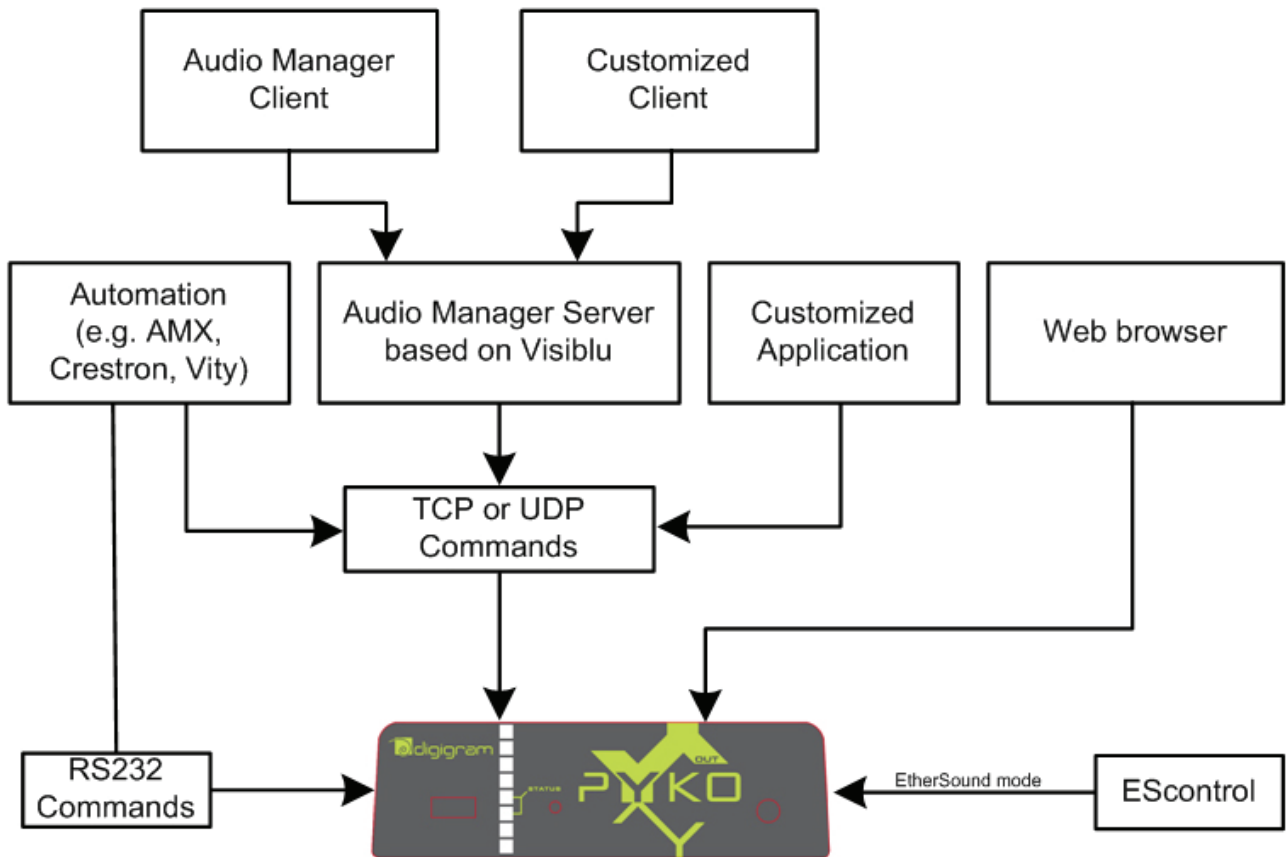 Audio Manager
Client
Customized
Client
Automation
(e.g. AMX,
Crestron, Vity)
Audio Manager Server
based on Visiblu
Customized
Application
Web browser
TCP or UDP
Commands
RS232
Commands
digigram
STATUS
OUT
PYKO
EtherSound mode
EScontrol